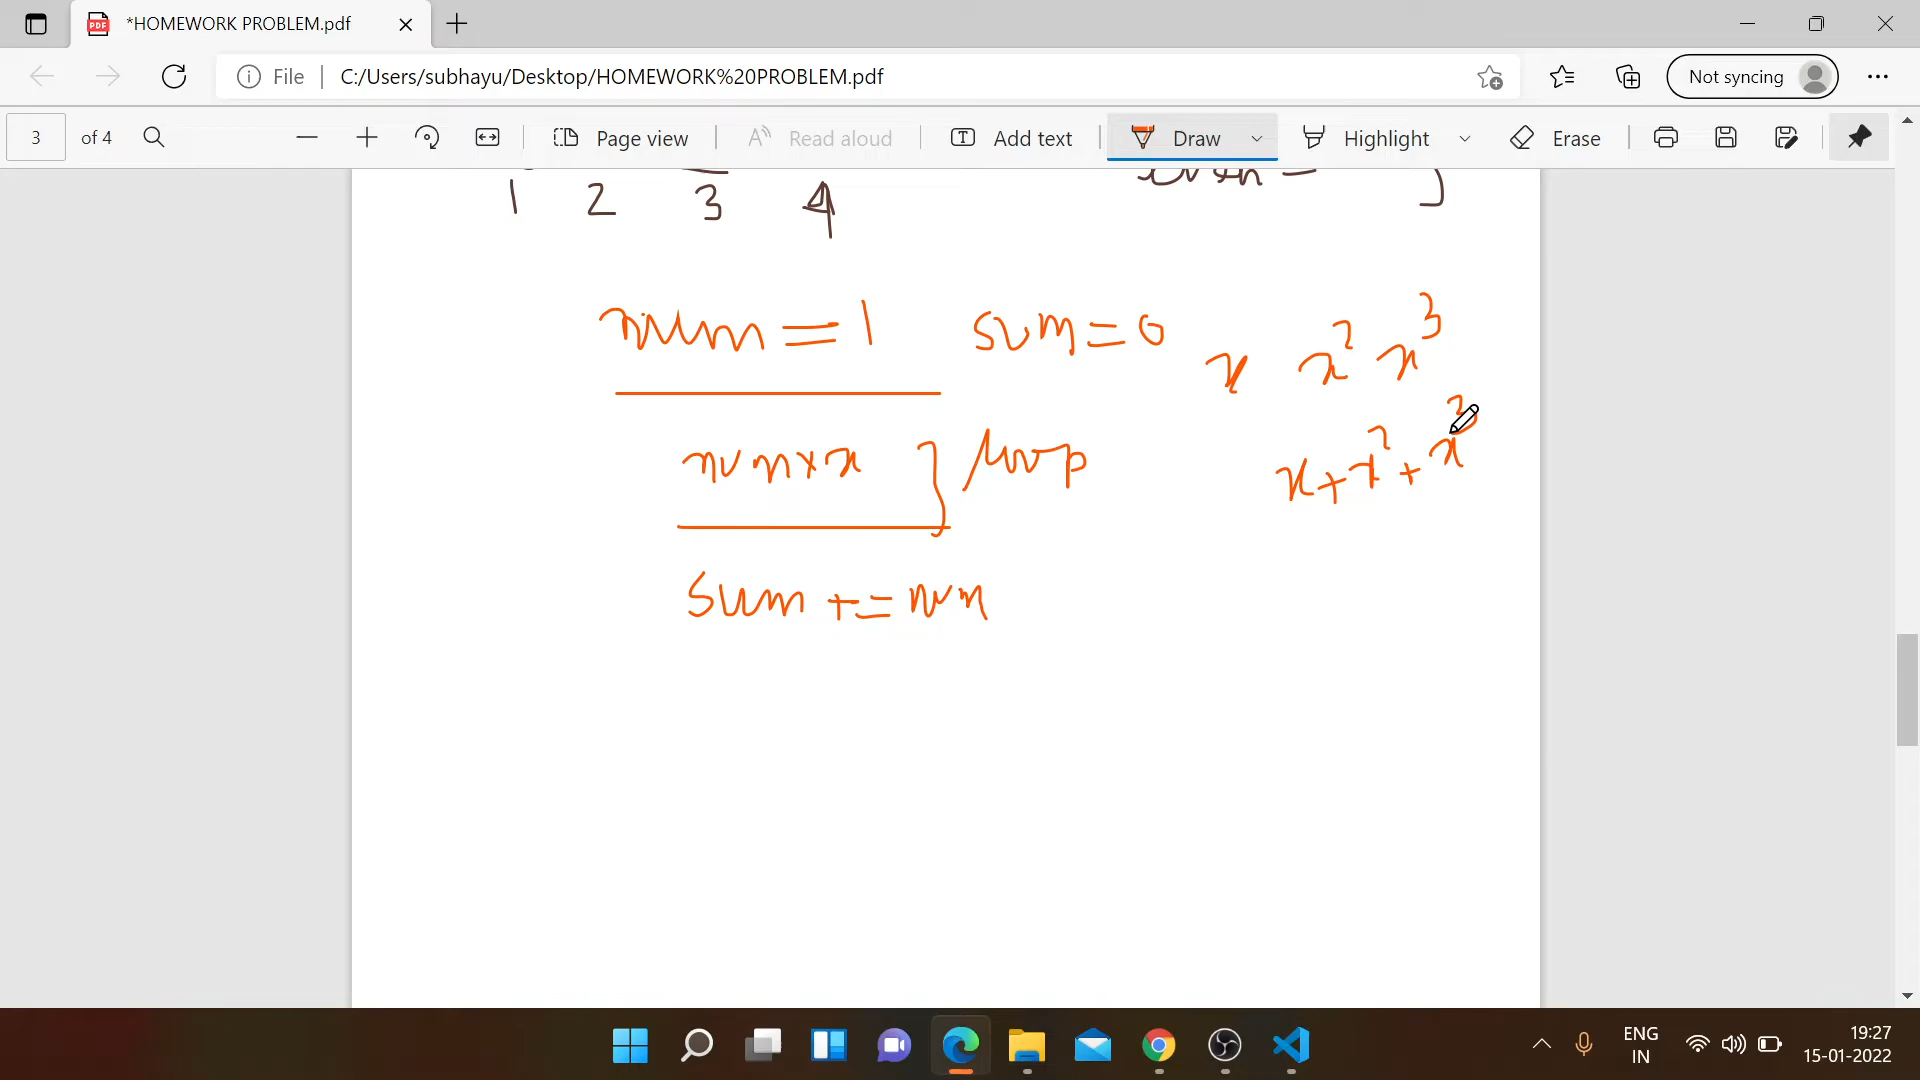 *HOMEWORK PROBLEM.pdf
File C:/Users/subhayu/Desktop/HOMEWORK%20PROBLEM.pdf Not syncing
3 of 4 Page view Read aloud Add text Draw Highlight Erase
1 2 3 4
num = 1 sum = 0 x x² x³
num × x } loop x + x² + x³
sum += num
ENG 19:27
IN 15-01-2022